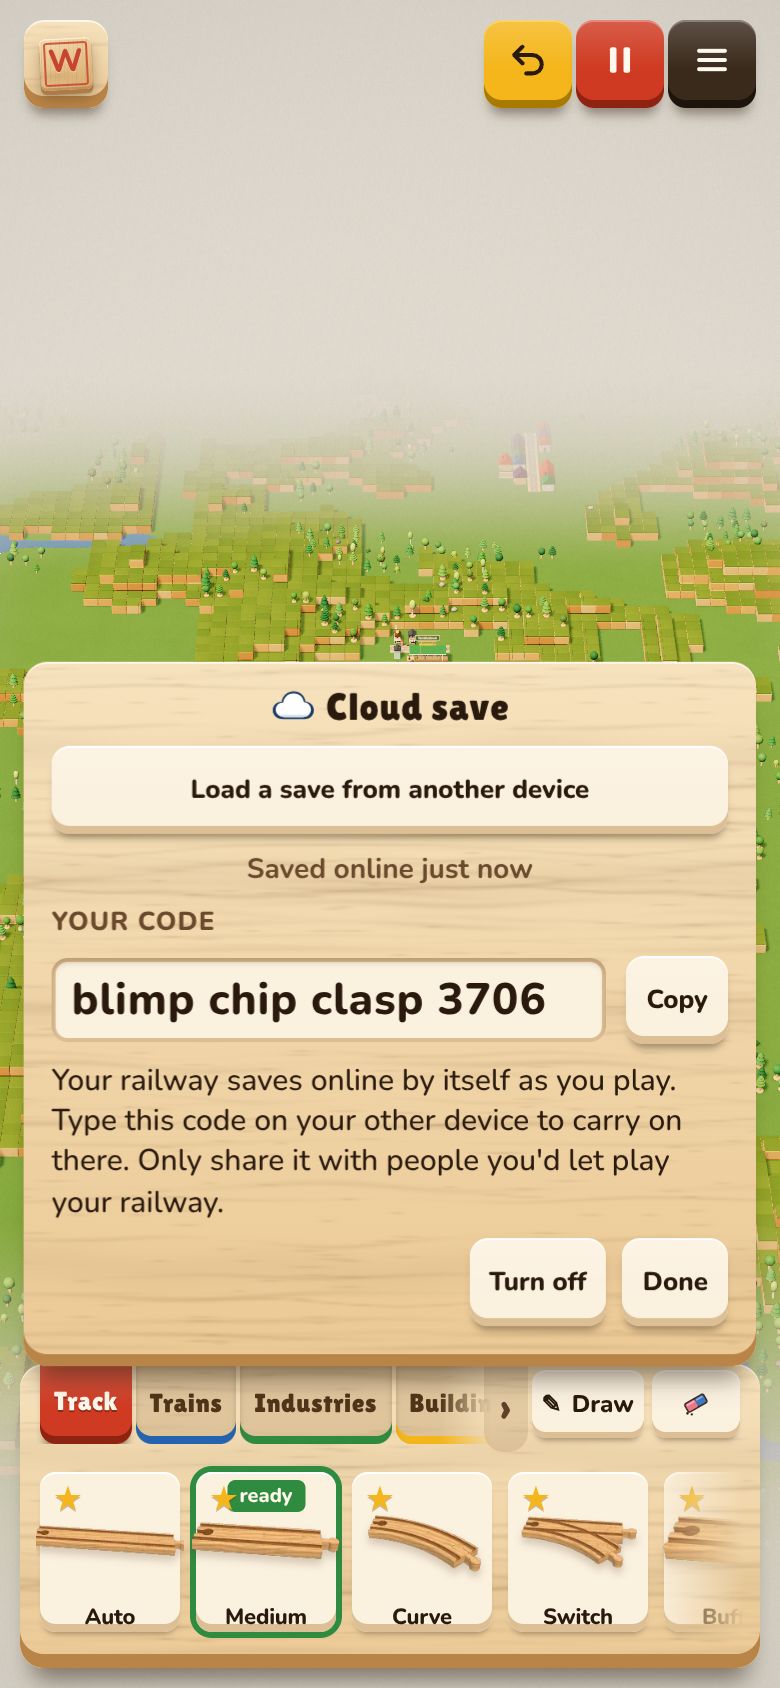 W
Cloud save
Load a save from another device
Saved online just now
YOUR CODE
blimp chip clasp 3706
Copy
Your railway saves online by itself as you play.
Type this code on your other device to carry on
there. Only share it with people you'd let play
your railway.
Turn off
Done
Track
Trains
Industries
Draw
ready
Auto
Medium
Curve
Switch